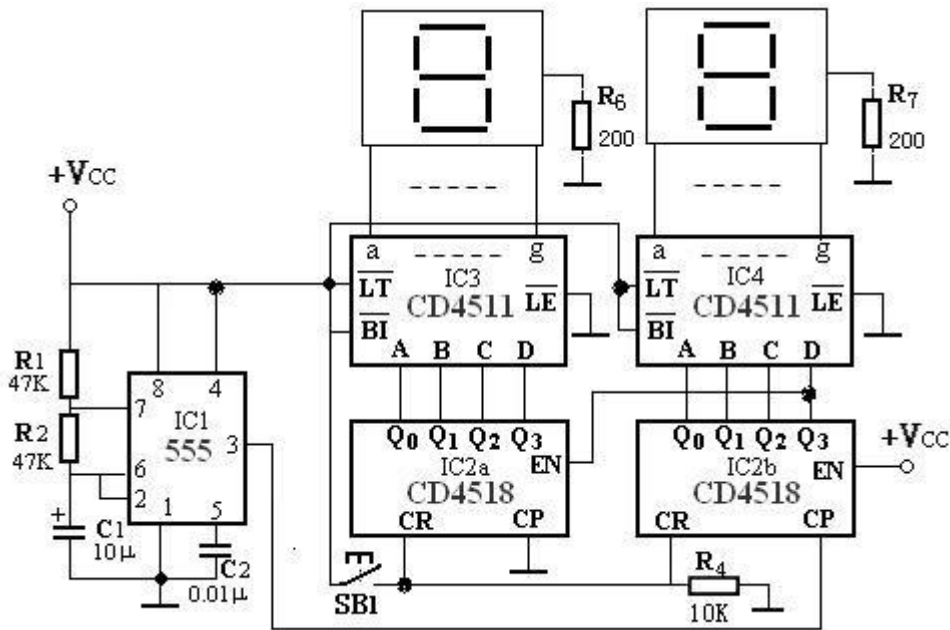 R6
200
R7
200
+VCC
a g
IC3
CD4511
LT
BI
LE
A B C D
a g
IC4
CD4511
LT
BI
LE
A B C D
R1
47K
R2
47K
8 4
7
IC1
555
3
6
2
1 5
+
C1
10μ
C2
0.01μ
Q0 Q1 Q2 Q3
IC2a
EN
CD4518
CR CP
Q0 Q1 Q2 Q3
IC2b
EN
CD4518
CR CP
+VCC
SB1
R4
10K